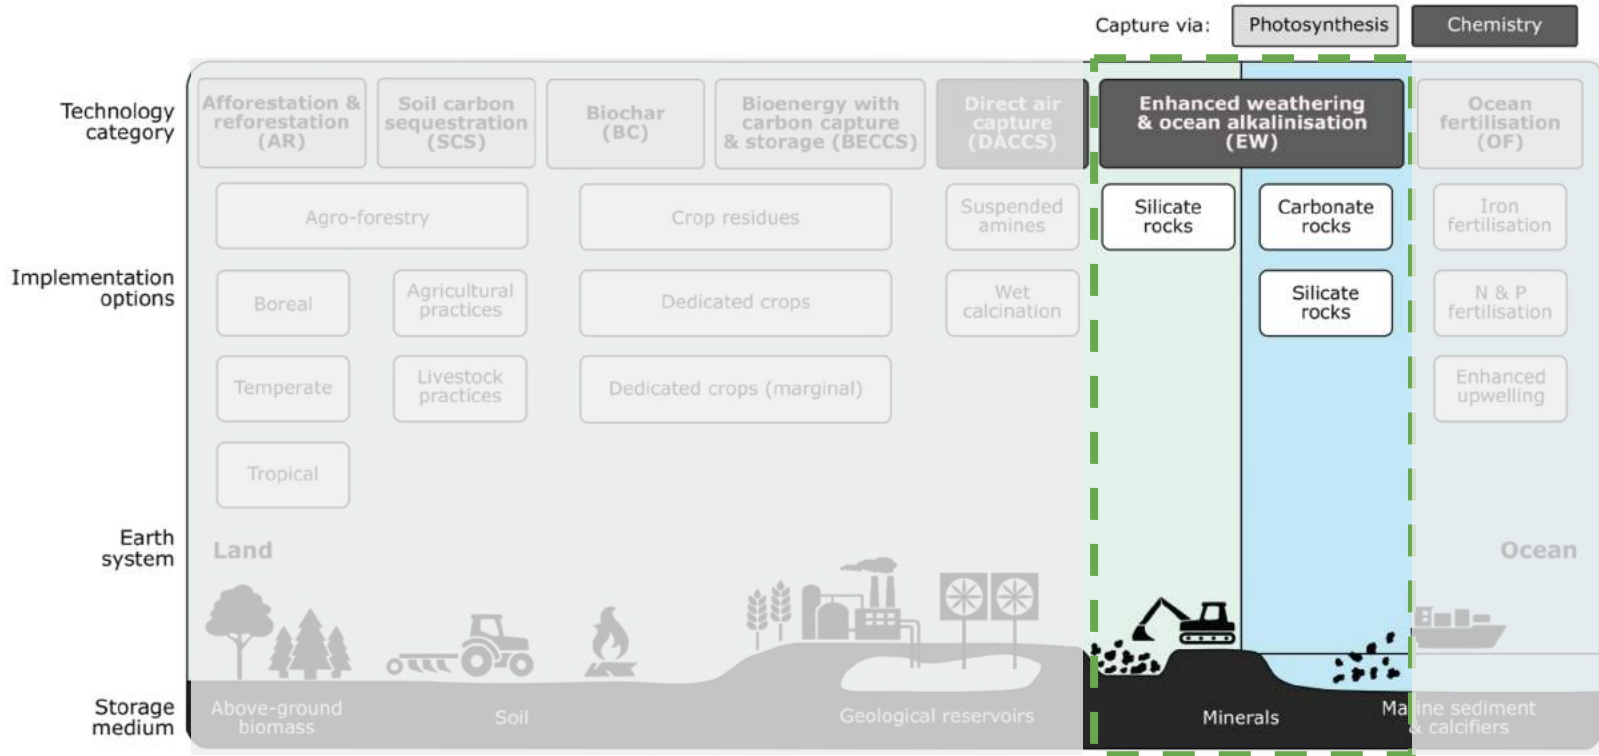 Capture via:
Photosynthesis
Chemistry
Technology
category
Afforestation &
reforestation
(AR)
Soil carbon
sequestration
(SCS)
Biochar
(BC)
Bioenergy with
carbon capture
& storage (BECCS)
Direct air
capture
(DACCS)
Enhanced weathering
& ocean alkalinisation
(EW)
Ocean
fertilisation
(OF)
Implementation
options
Agro-forestry
Crop residues
Suspended
amines
Silicate
rocks
Carbonate
rocks
Iron
fertilisation
Boreal
Agricultural
practices
Dedicated crops
Wet
calcination
Silicate
rocks
N & P
fertilisation
Temperate
Livestock
practices
Dedicated crops (marginal)
Enhanced
upwelling
Tropical
Earth
system
Land
Ocean
Storage
medium
Above-ground
biomass
Soil
Geological reservoirs
Minerals
Marine sediment
& calcifiers